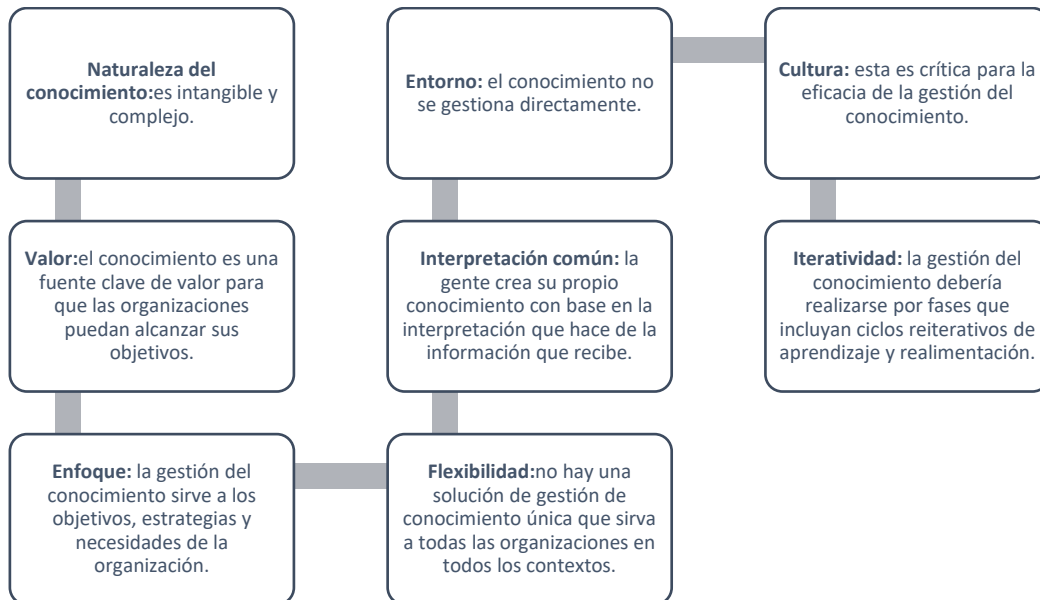 Naturaleza del
conocimiento:es intangible y
complejo.
Valor:el conocimiento es una
fuente clave de valor para
que las organizaciones
puedan alcanzar sus
objetivos.
Enfoque: la gestión del
conocimiento sirve a los
objetivos, estrategias y
necesidades de la
organización.
Flexibilidad:no hay una
solución de gestión de
conocimiento única que sirva
a todas las organizaciones en
todos los contextos.
Interpretación común: la
gente crea su propio
conocimiento con base en la
interpretación que hace de la
información que recibe.
Entorno: el conocimiento no
se gestiona directamente.
Cultura: esta es crítica para la
eficacia de la gestión del
conocimiento.
Iteratividad: la gestión del
conocimiento debería
realizarse por fases que
incluyan ciclos reiterativos de
aprendizaje y realimentación.